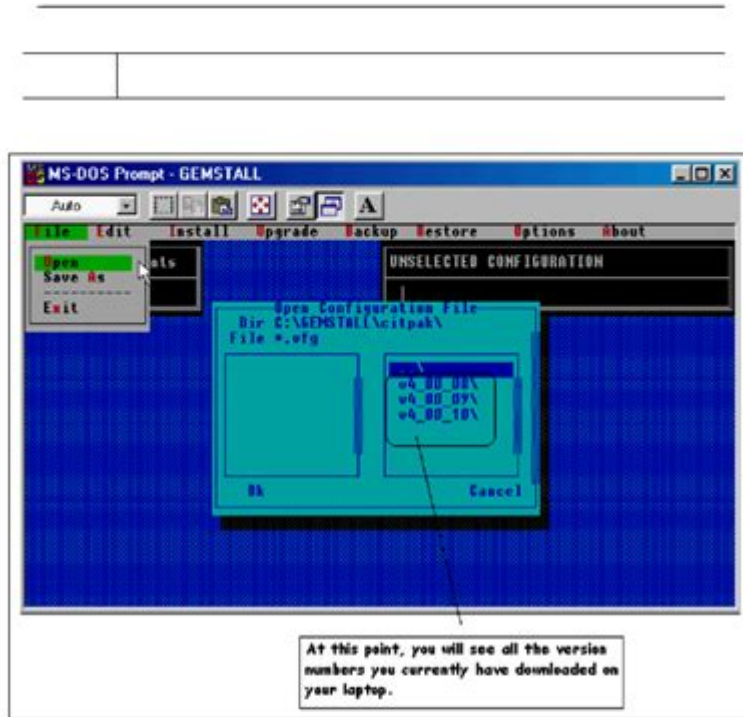 MS-DOS Prompt - GEMSTALL
Auto
A
File Edit Install Upgrade Backup Restore Options About
Open
Save As
Exit
UNSELECTED CONFIGURATION
Open Configuration File
Dir C:\GEMSTALL\citpak\
..\
v4_00_08\
v4_00_09\
v4_00_10\
Ok Cancel
At this point, you will see all the version
numbers you currently have downloaded on
your laptop.